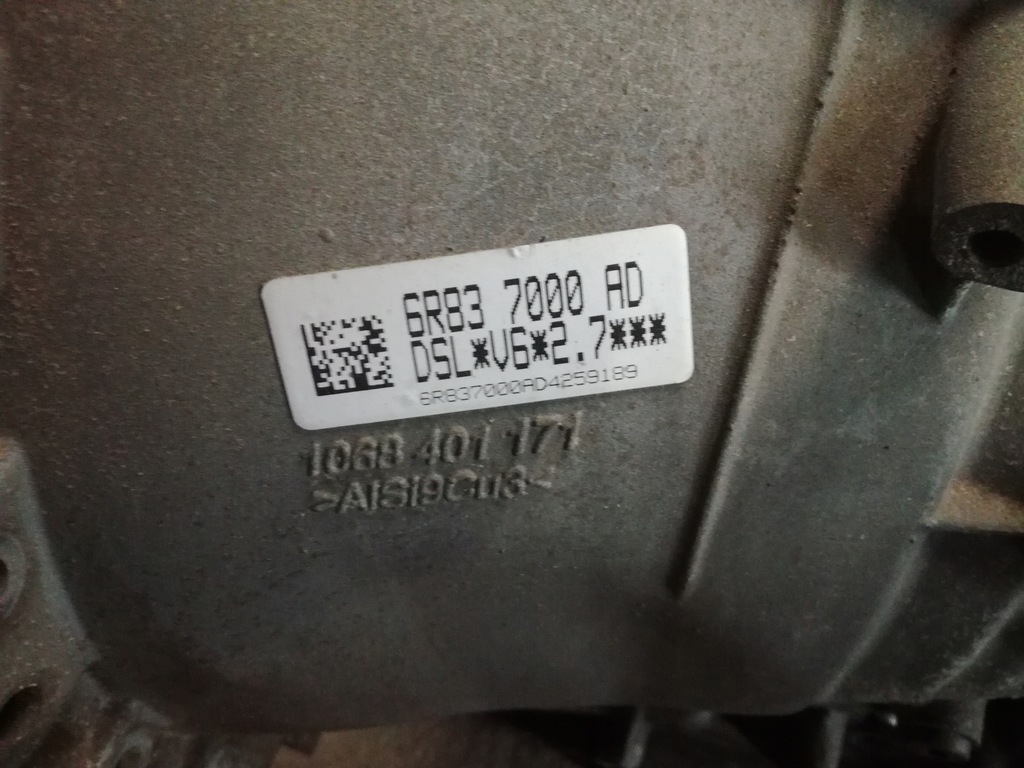 6R83 7000 AD
DSL*V6*2.7***
6R837000AD4259189
1068 401 171
>AlSi9Cu3<